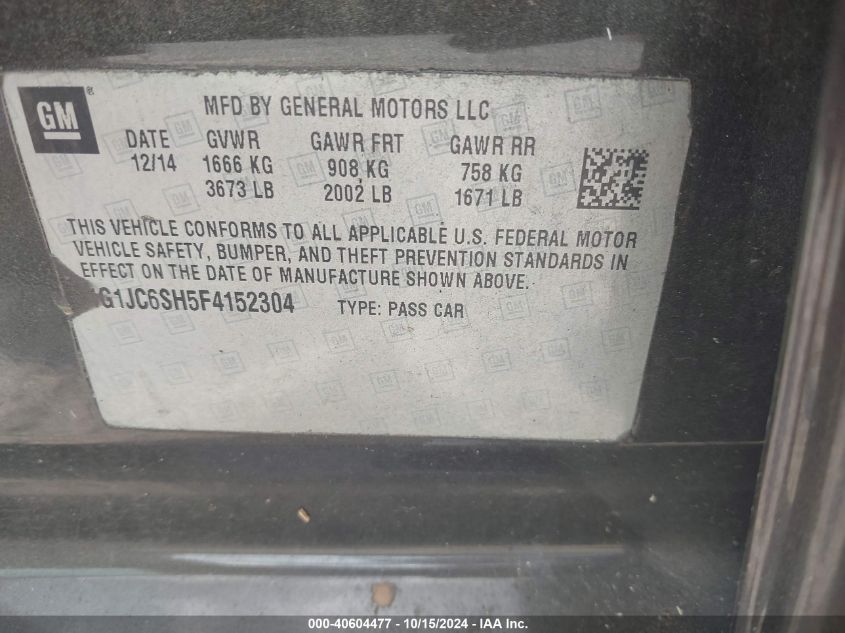 GM ®
MFD BY GENERAL MOTORS LLC
DATE GVWR GAWR FRT GAWR RR
12/14 1666 KG 908 KG 758 KG
3673 LB 2002 LB 1671 LB
THIS VEHICLE CONFORMS TO ALL APPLICABLE U.S. FEDERAL MOTOR
VEHICLE SAFETY, BUMPER, AND THEFT PREVENTION STANDARDS IN
EFFECT ON THE DATE OF MANUFACTURE SHOWN ABOVE.
G1JC6SH5F4152304 TYPE: PASS CAR
000-40604477 - 10/15/2024 - IAA Inc.